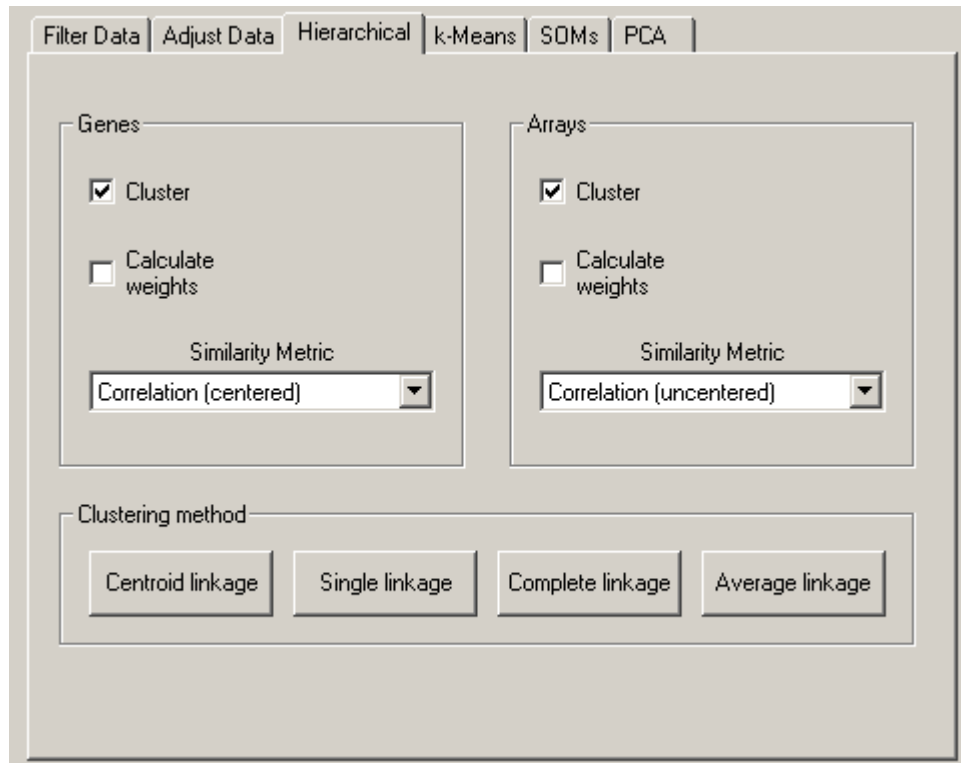 Filter Data Adjust Data Hierarchical k-Means SOMs PCA
Genes
Cluster
Calculate
weights
Similarity Metric
Correlation (centered)
Arrays
Cluster
Calculate
weights
Similarity Metric
Correlation (uncentered)
Clustering method
Centroid linkage Single linkage Complete linkage Average linkage